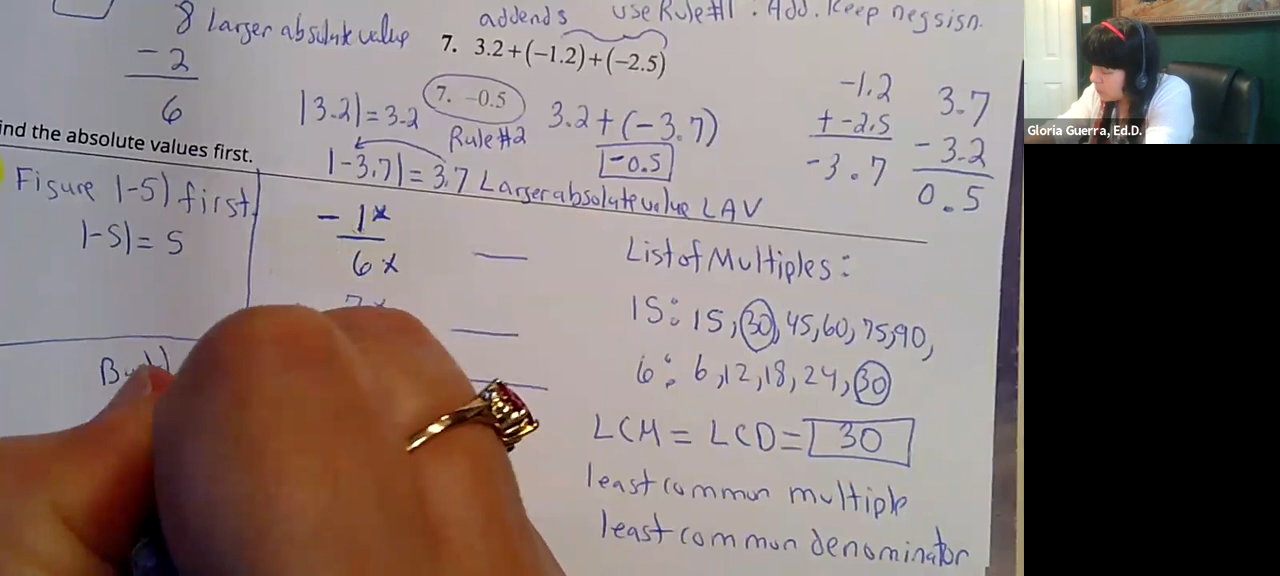 8 Larger absolute value
- 2
6
addends use Rule #1. Add. Keep neg sign.
7. 3.2+(−1.2)+(−2.5)
7. −0.5
Rule #2
|3.2| = 3.2
|-3.7| = 3.7 Larger absolute value LAV
3.2 + (-3.7)
-0.5
-1.2
+ -2.5
-3.7
3.7
- 3.2
0.5
ind the absolute values first.
Figure |-5| first
|-5| = 5
- 1x
6x
List of Multiples:
15: 15, 30, 45, 60, 75, 90,
6: 6, 12, 18, 24, 30
LCM = LCD = 30
least common multiple
least common denominator
Gloria Guerra, Ed.D.